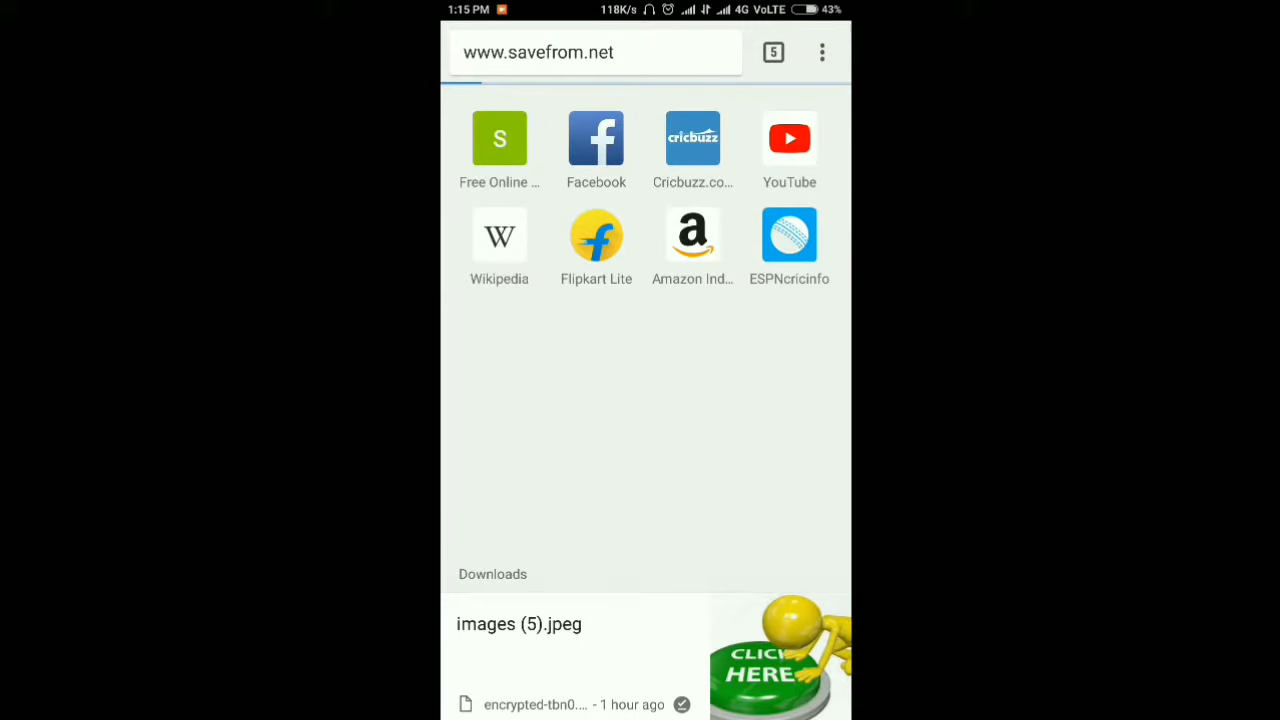 1:15 PM 118K/s 4G VoLTE 43%
www.savefrom.net 5
S f cricbuzz
Free Online ... Facebook Cricbuzz.co... YouTube
W f a
Wikipedia Flipkart Lite Amazon Ind... ESPNcricinfo
Downloads
images (5).jpeg
CLICK
HERE
encrypted-tbn0.... - 1 hour ago